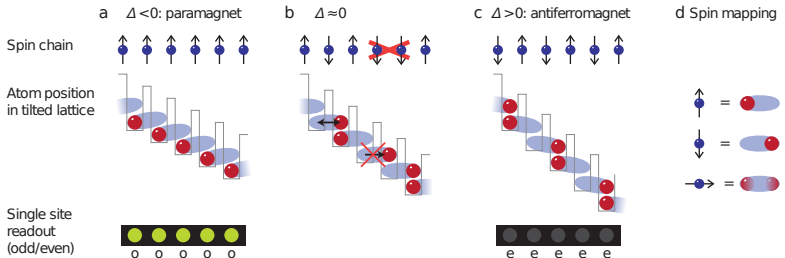 a Δ<0: paramagnet b Δ≈0 c Δ>0: antiferromagnet d Spin mapping
Spin chain
Atom position
in tilted lattice
=
=
=
Single site
readout
(odd/even)
o o o o o e e e e e